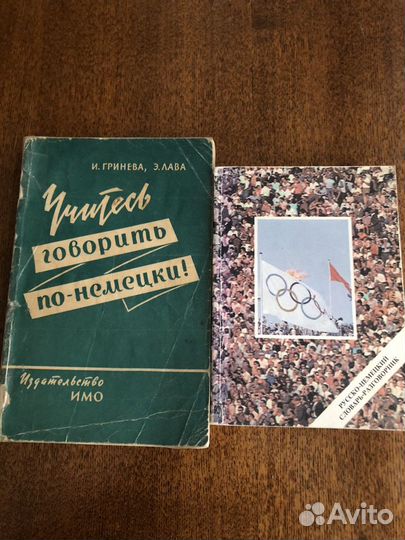 И. ГРИНЕВА, Э. ЛАВА
Учитесь
говорить
по-немецки!
Издательство
ИМО
РУССКО-НЕМЕЦКИЙ
СЛОВАРЬ-РАЗГОВОРНИК
Avito